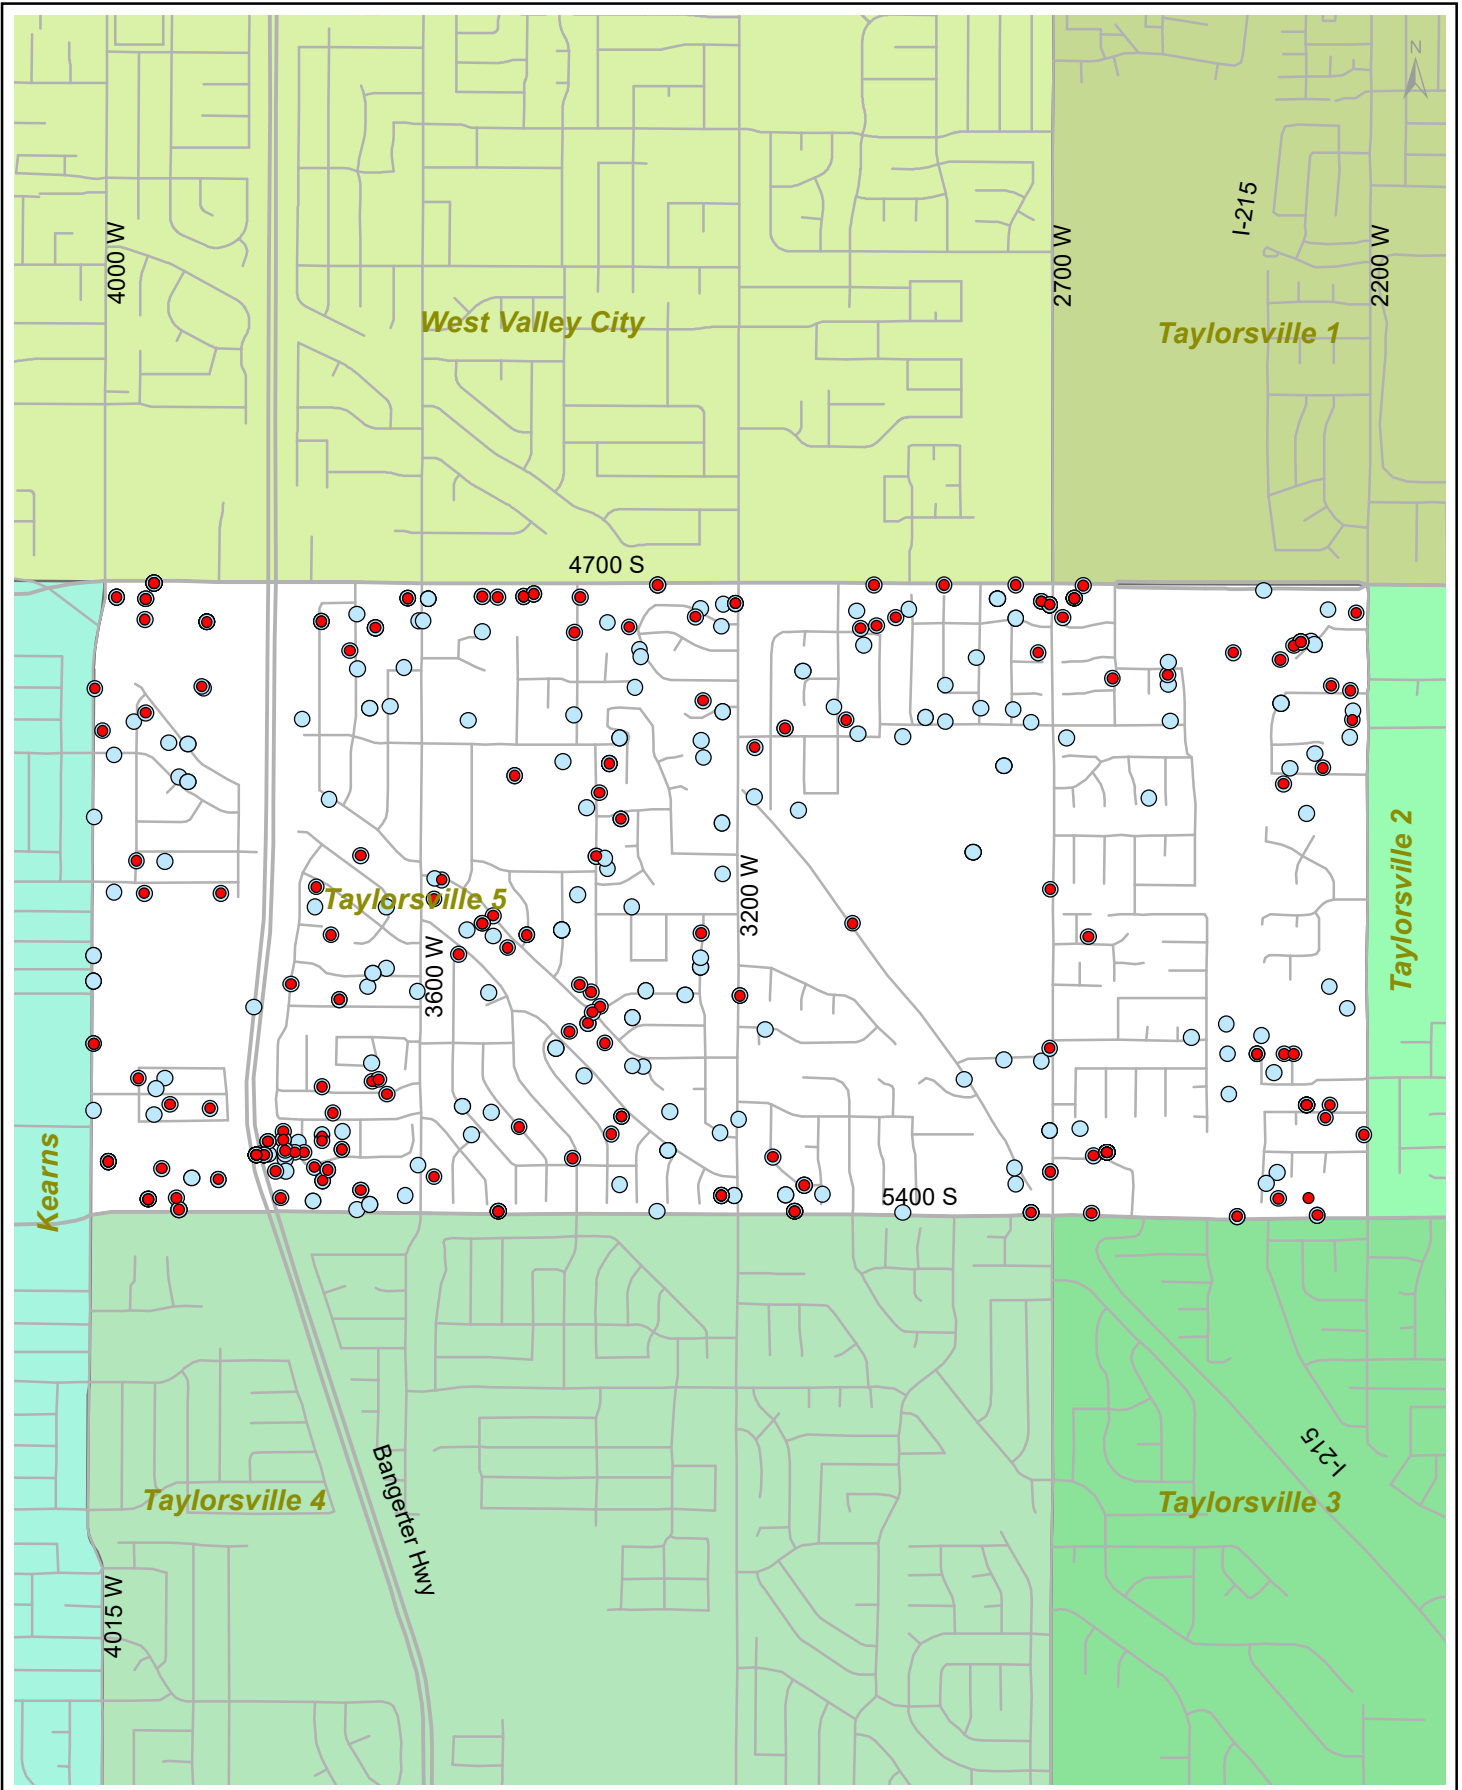 N
I-215
4000 W
2700 W
2200 W
West Valley City
Taylorsville 1
4700 S
Taylorsville 2
3200 W
Taylorsville 5
3600 W
Kearns
5400 S
I-215
Taylorsville 4
Taylorsville 3
Bangerter Hwy
4015 W